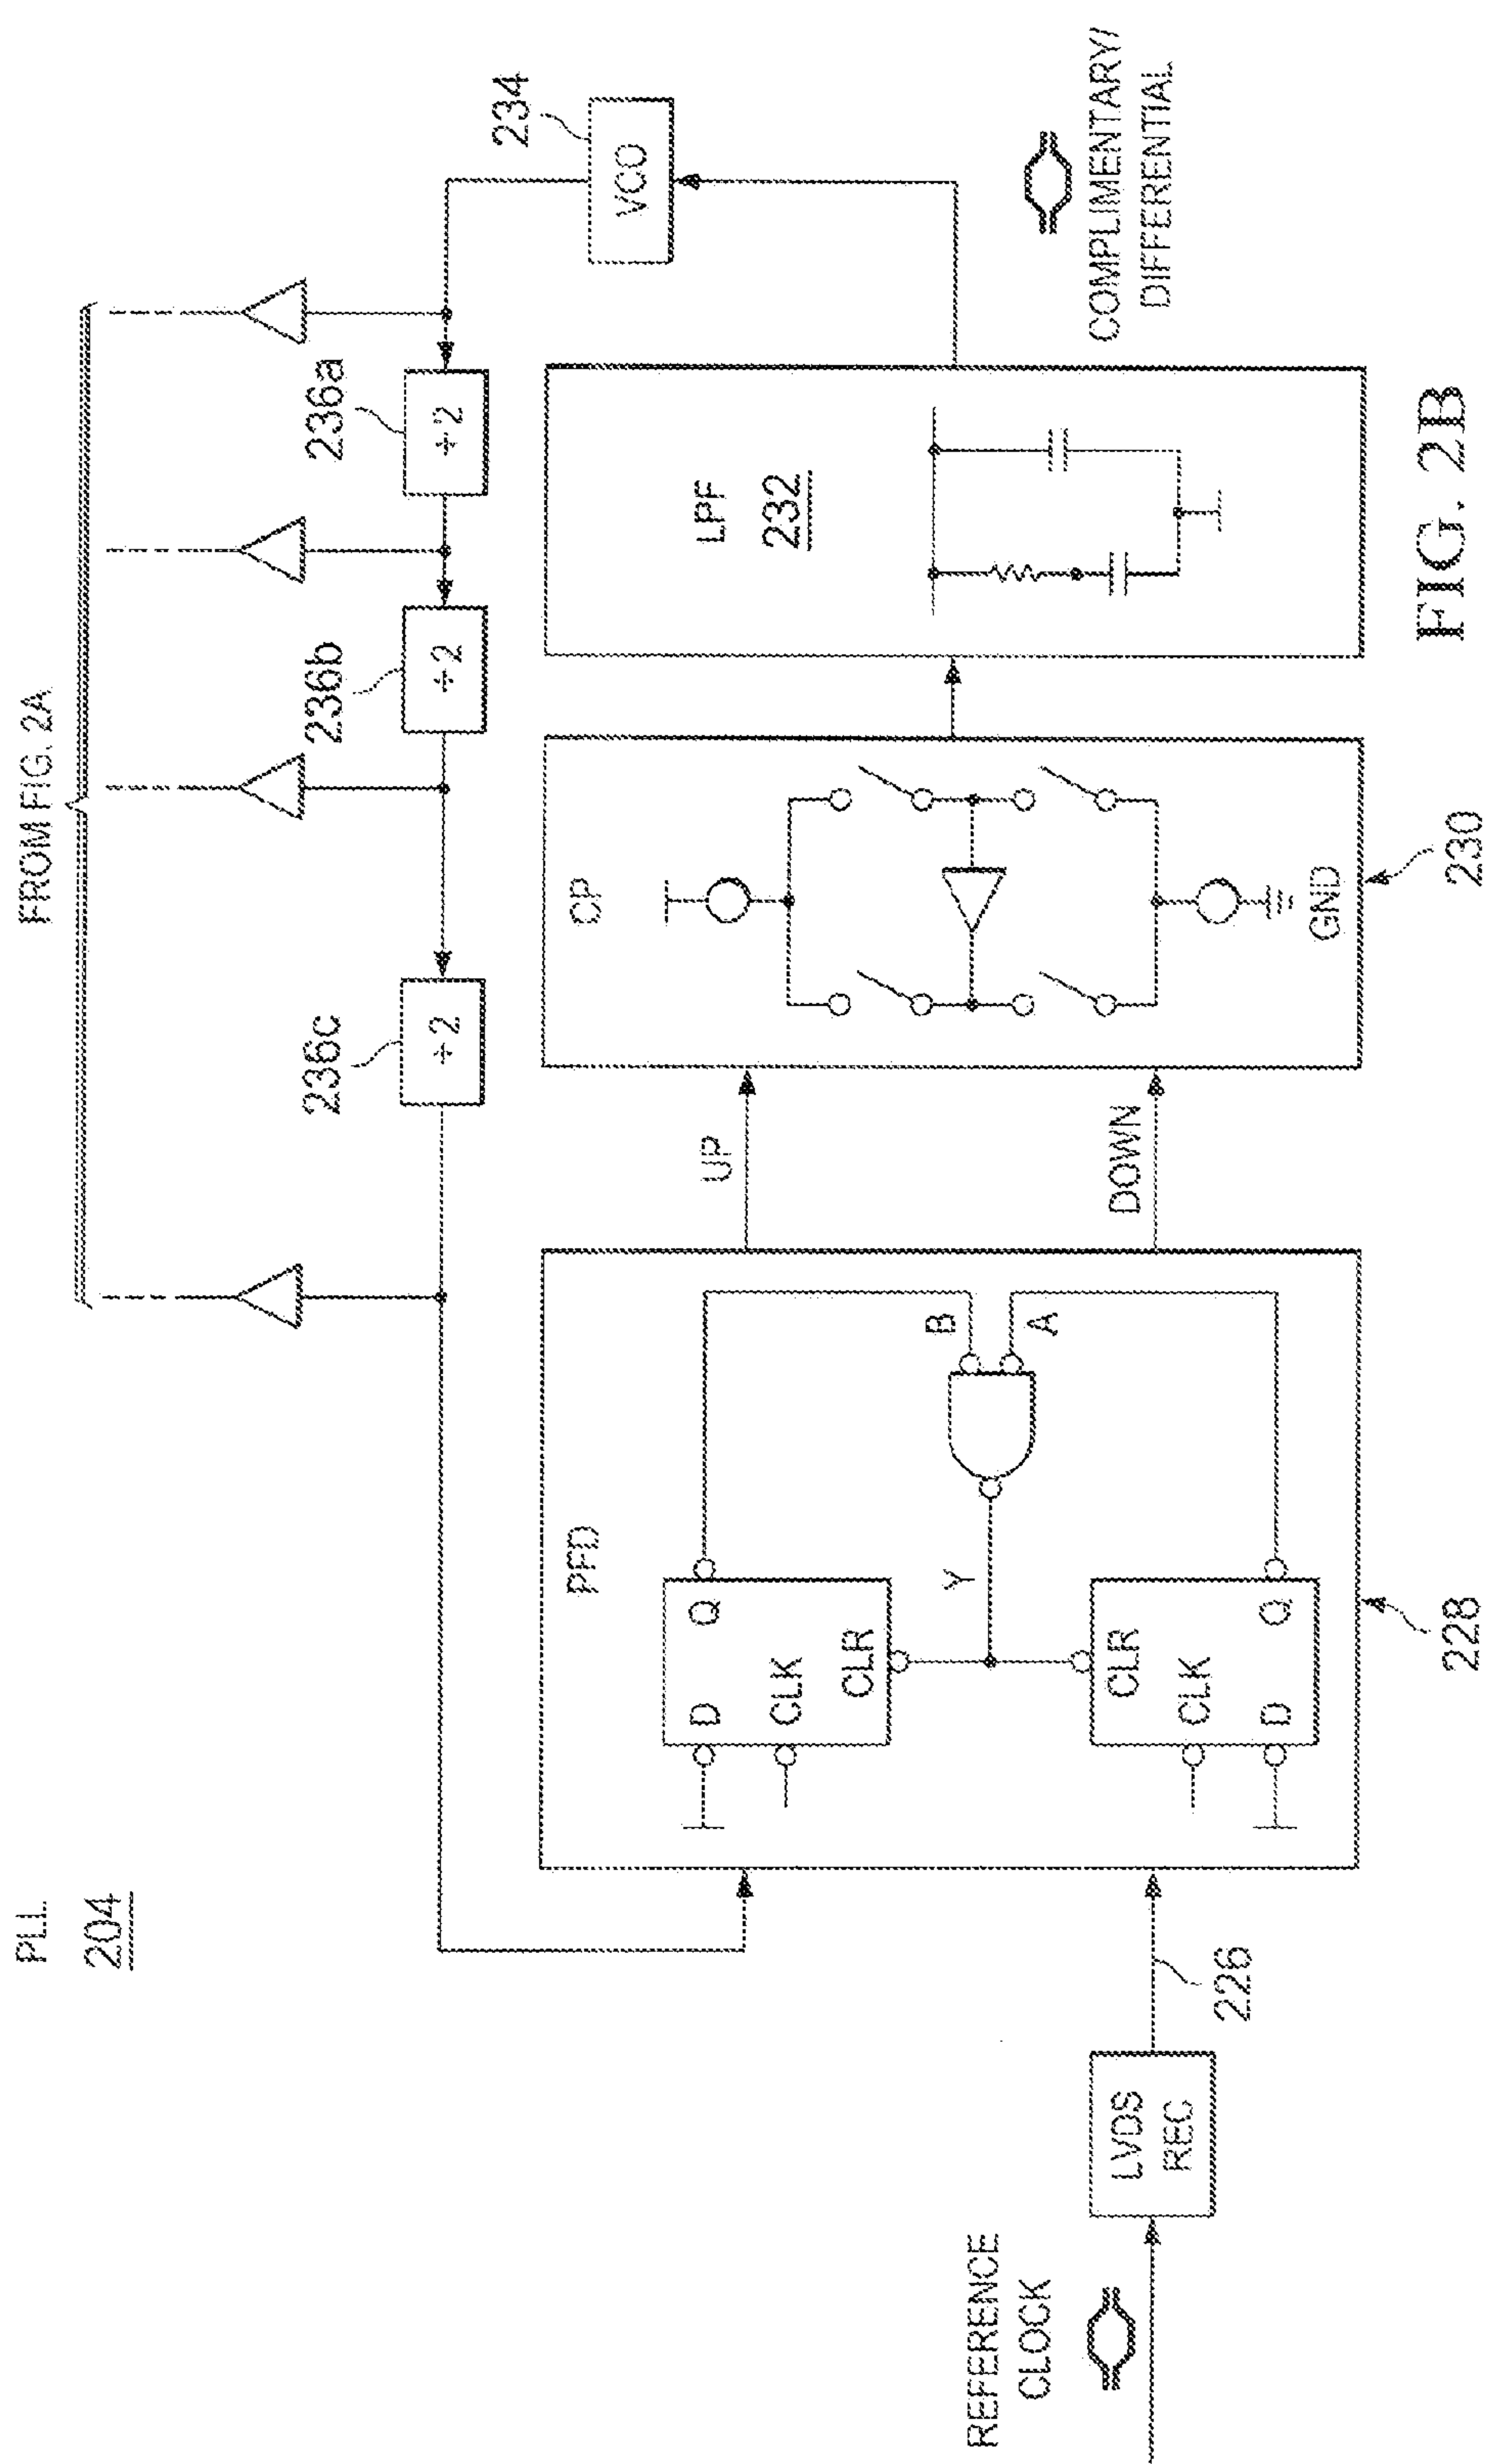 PLL
204
FROM FIG. 2A
236c
÷2
236b
÷2
236a
÷2
234
VCO
PFD
D
Q
CLK
CLR
Y
B
A
CLR
CLK
D
Q
228
UP
DOWN
CP
GND
230
LPF
232
COMPLIMENTARY/
DIFFERENTIAL
REFERENCE
CLOCK
LVDS
REC
226
FIG. 2B